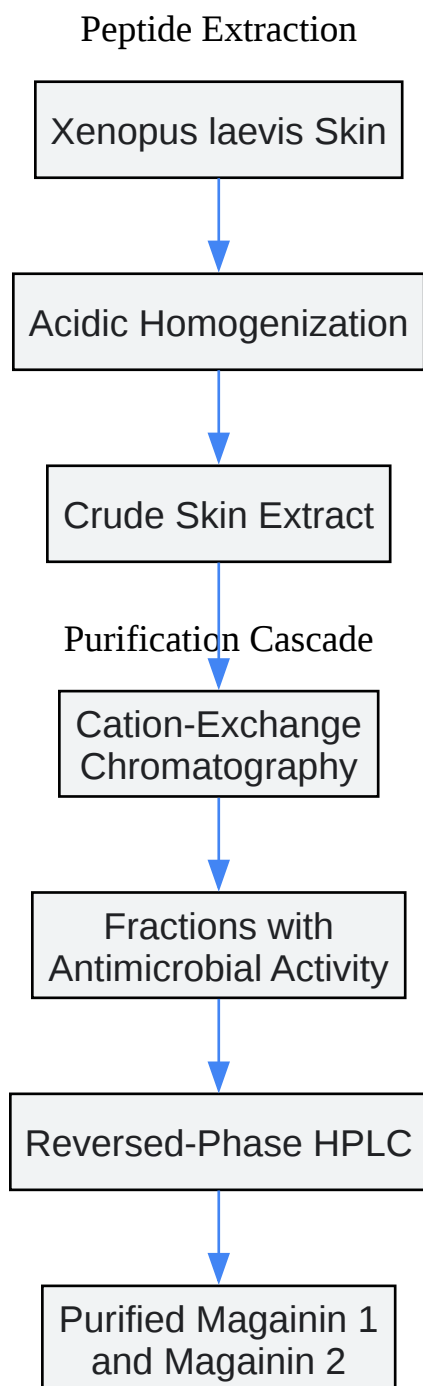 Peptide Extraction
Xenopus laevis Skin
Acidic Homogenization
Crude Skin Extract
Purification Cascade
Cation-Exchange
Chromatography
Fractions with
Antimicrobial Activity
Reversed-Phase HPLC
Purified Magainin 1
and Magainin 2